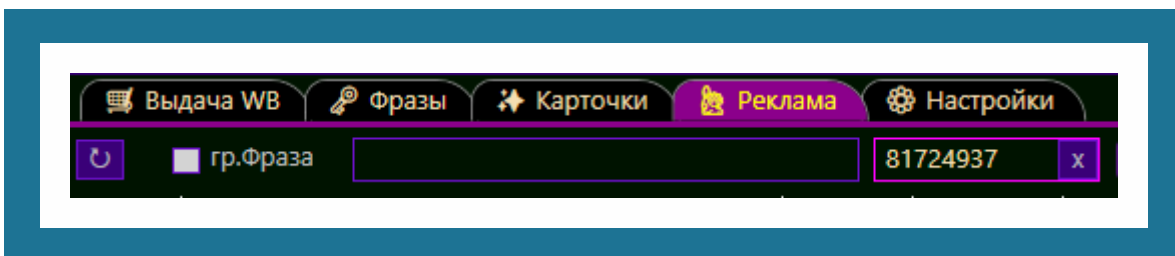 Выдача WB Фразы Карточки Реклама Настройки
гр.Фраза 81724937 x